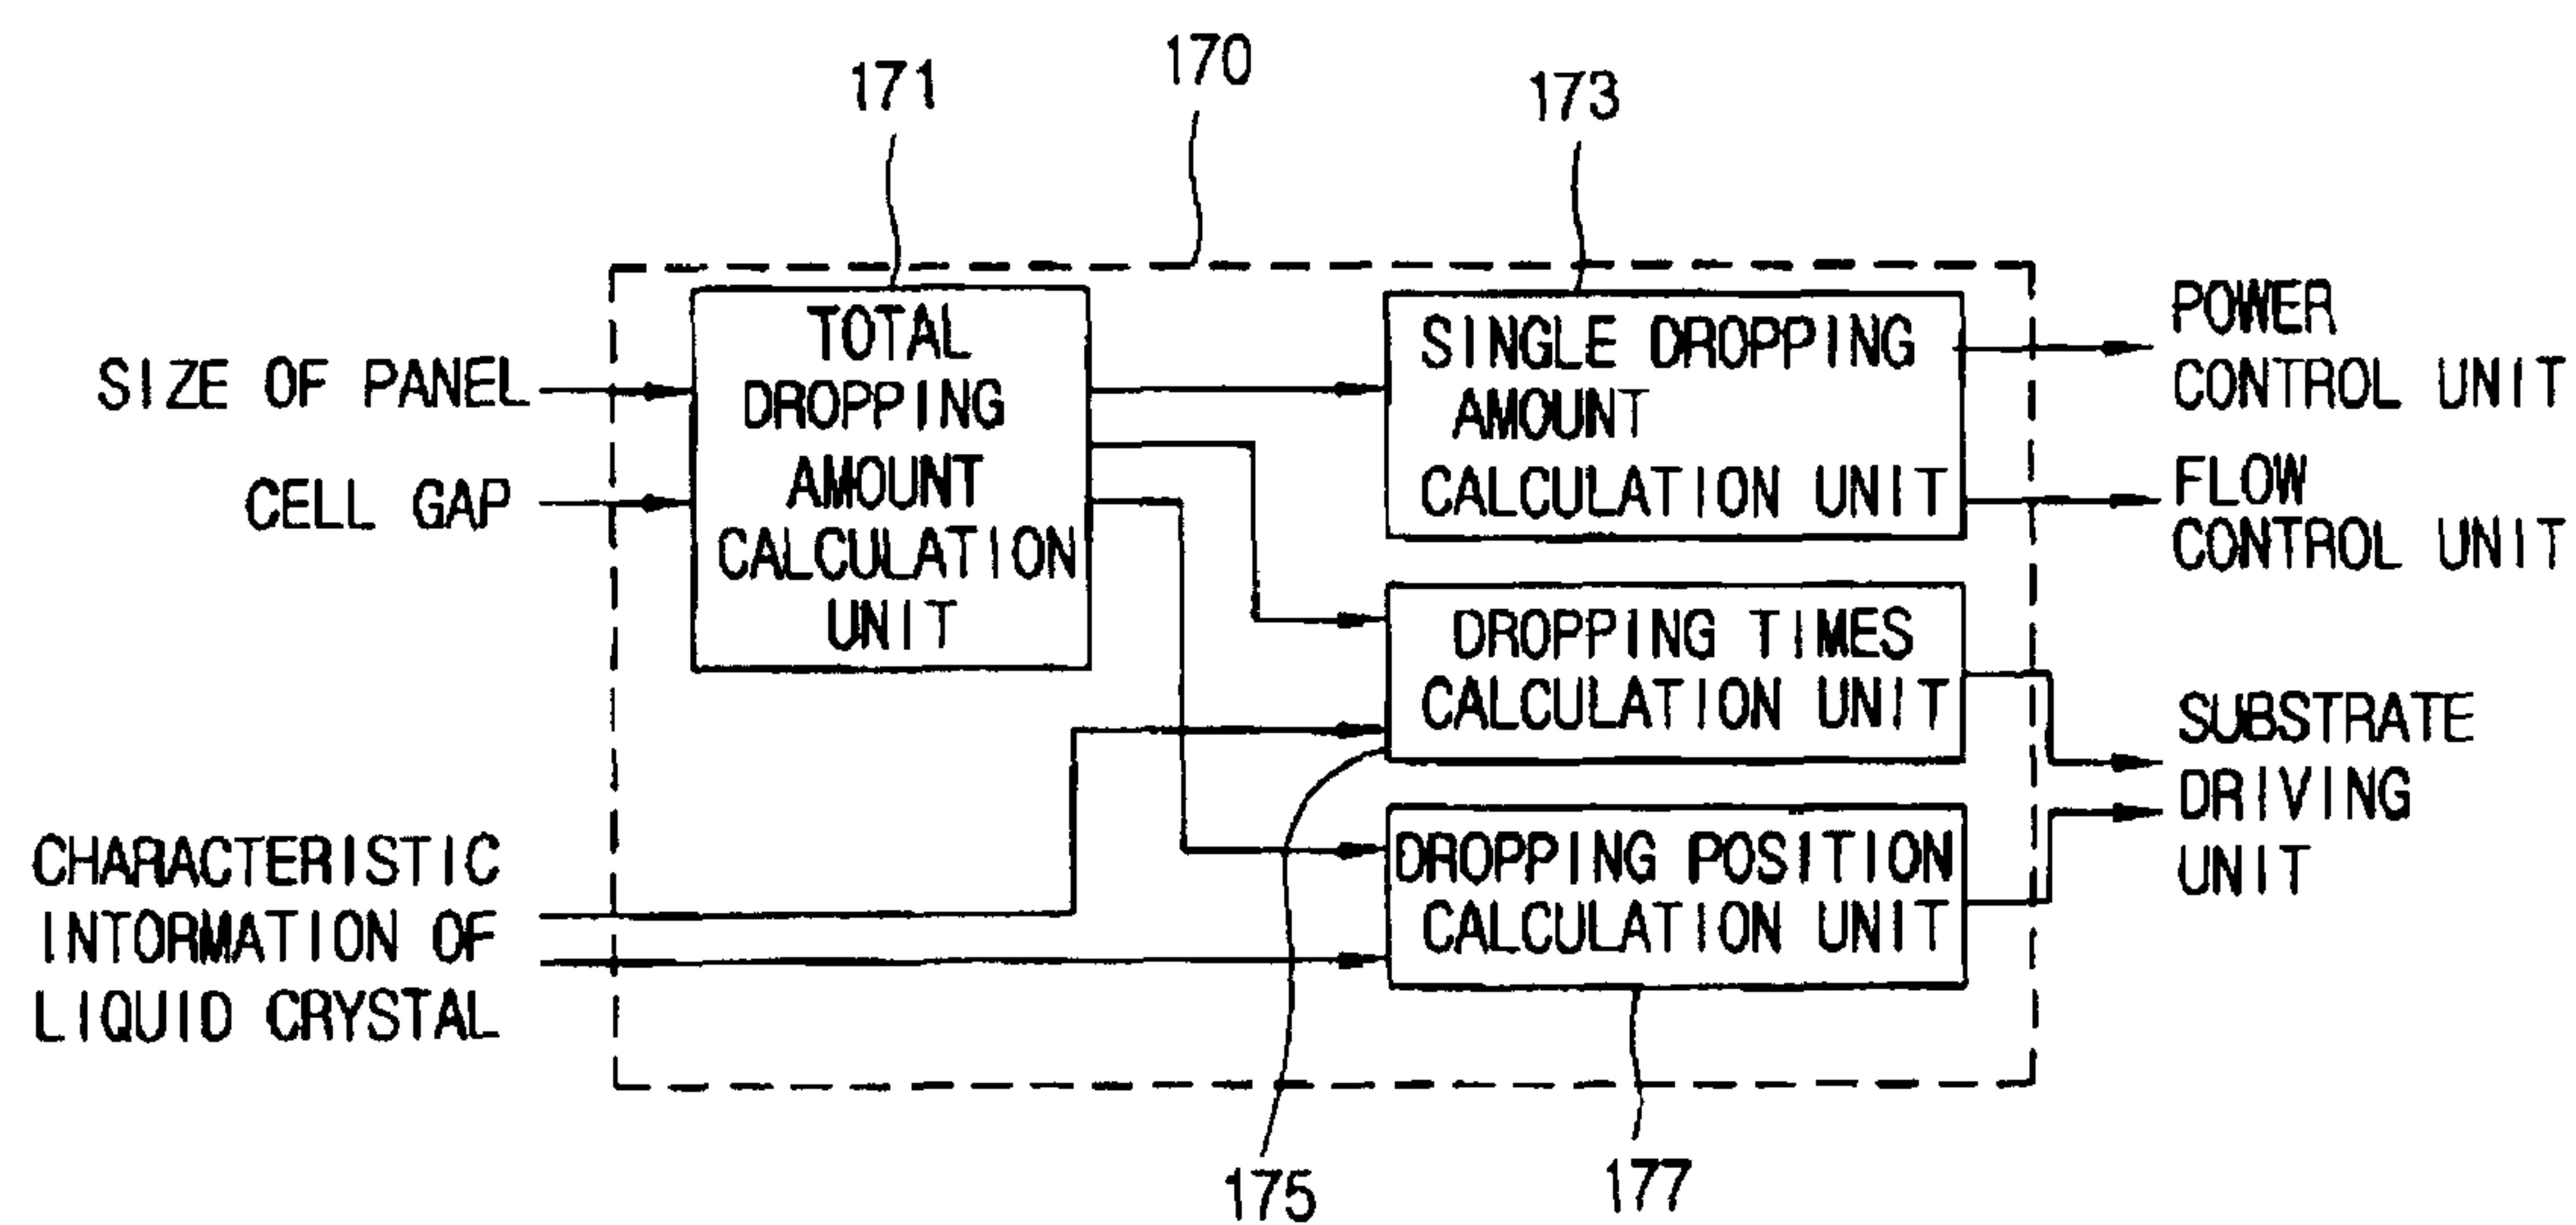 170
171
173
SIZE OF PANEL
CELL GAP
CHARACTERISTIC
INTORMATION OF
LIQUID CRYSTAL
TOTAL
DROPPING
AMOUNT
CALCULATION
UNIT
SINGLE DROPPING
AMOUNT
CALCULATION UNIT
DROPPING TIMES
CALCULATION UNIT
DROPPING POSITION
CALCULATION UNIT
POWER
CONTROL UNIT
FLOW
CONTROL UNIT
SUBSTRATE
DRIVING
UNIT
175
177